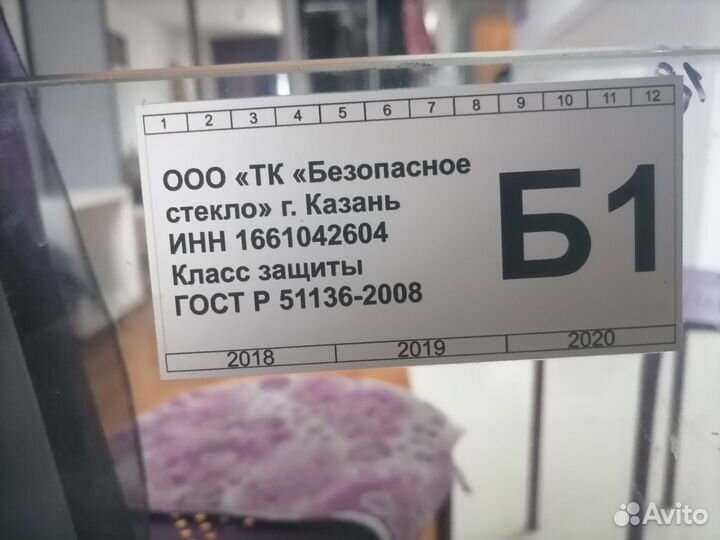 1 2 3 4 5 6 7 8 9 10 11 12
ООО «ТК «Безопасное
стекло» г. Казань
ИНН 1661042604
Класс защиты
ГОСТ Р 51136-2008
Б1
2018 2019 2020
Avito